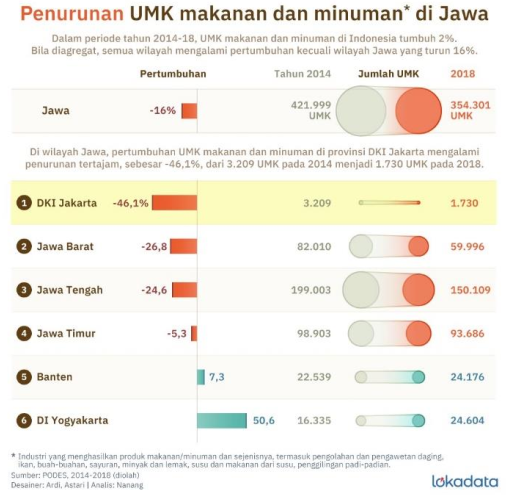 Penurunan UMK makanan dan minuman* di Jawa
Dalam periode tahun 2014-18, UMK makanan dan minuman di Indonesia tumbuh 2%.
Bila diagregat, semua wilayah mengalami pertumbuhan kecuali wilayah Jawa yang turun 16%.
Pertumbuhan Tahun 2014 Jumlah UMK 2018
Jawa -16% 421.999 UMK 354.301 UMK
Di wilayah Jawa, pertumbuhan UMK makanan dan minuman di provinsi DKI Jakarta mengalami
penurunan tertajam, sebesar -46,1%, dari 3.209 UMK pada 2014 menjadi 1.730 UMK pada 2018.
1 DKI Jakarta -46,1% 3.209 1.730
2 Jawa Barat -26,8 82.010 59.996
3 Jawa Tengah -24,6 199.003 150.109
4 Jawa Timur -5,3 98.903 93.686
5 Banten 7,3 22.539 24.176
6 DI Yogyakarta 50,6 16.335 24.604
* Industri yang menghasilkan produk makanan/minuman dan sejenisnya, termasuk pengolahan dan pengawetan daging,
ikan, buah-buahan, sayuran, minyak dan lemak, susu dan makanan dari susu, penggilingan padi-padian.
Sumber: PODES, 2014-2018 (diolah)
Desainer: Ardi, Astari | Analis: Nanang
lokadata